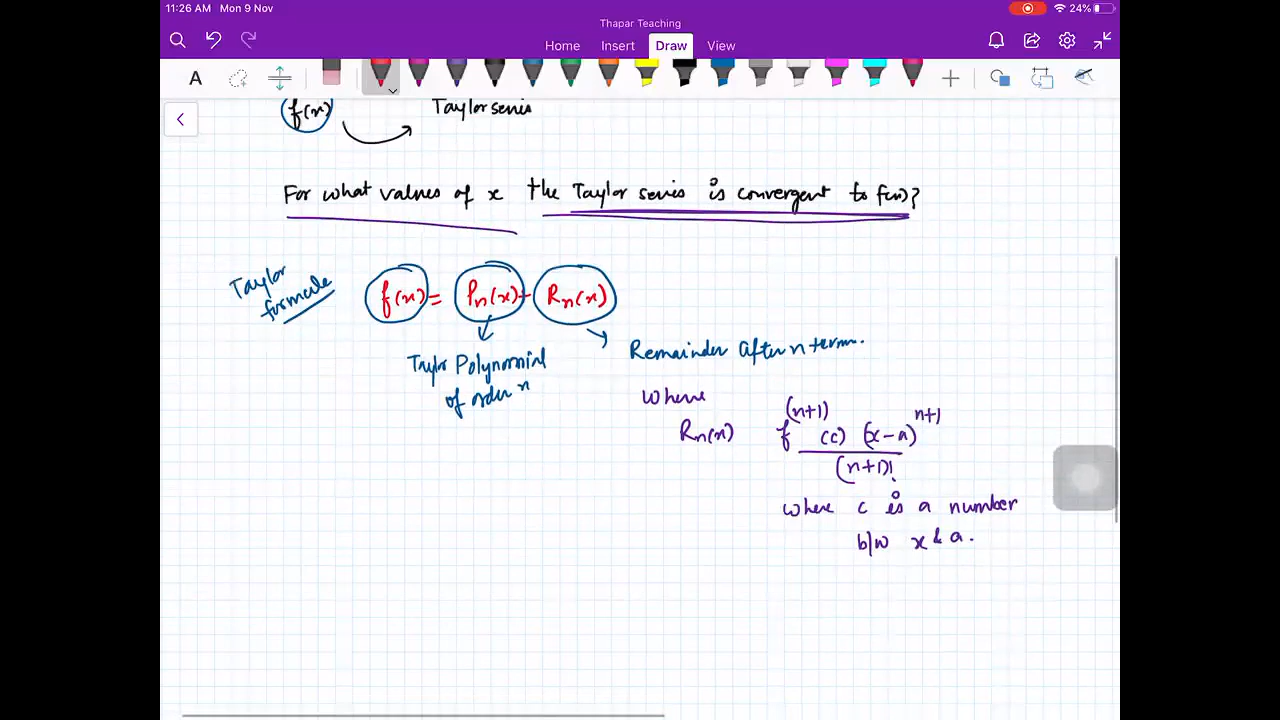 11:26 AM Mon 9 Nov
24%
Thapar Teaching
Home Insert Draw View
A
f(x) Taylor series
For what values of x the Taylor series is convergent to f(x)?
Taylor formula
f(x) = Pn(x) + Rn(x)
Taylor Polynomial of order n
Remainder after n term.
where
Rn(x) f^(n+1)(c) (x-a)^n+1
(n+1)!
where c is a number
b/w x & a.